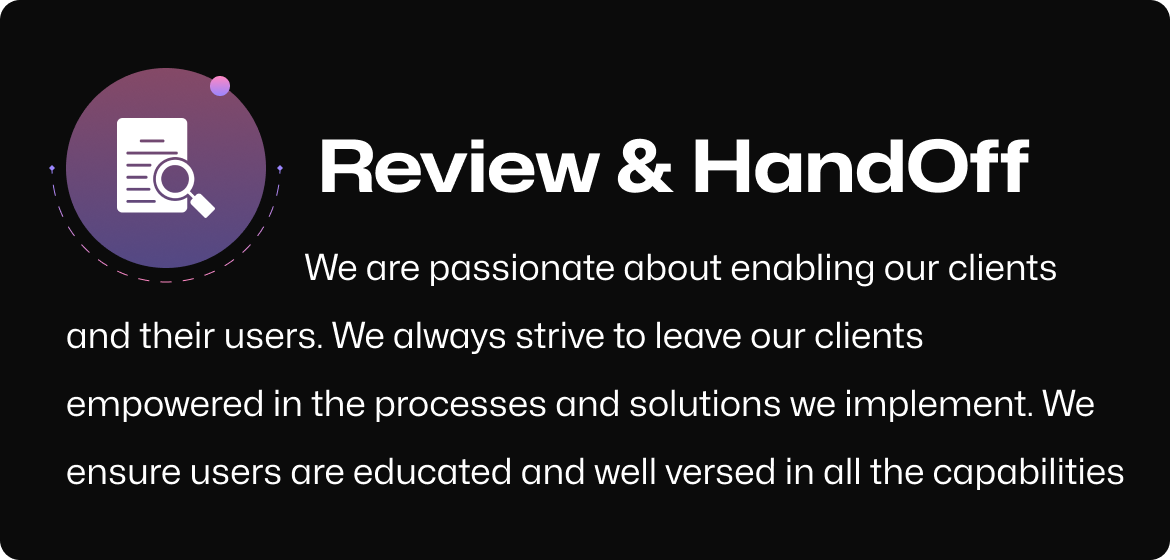 Review & HandOff
We are passionate about enabling our clients
and their users. We always strive to leave our clients
empowered in the processes and solutions we implement. We
ensure users are educated and well versed in all the capabilities